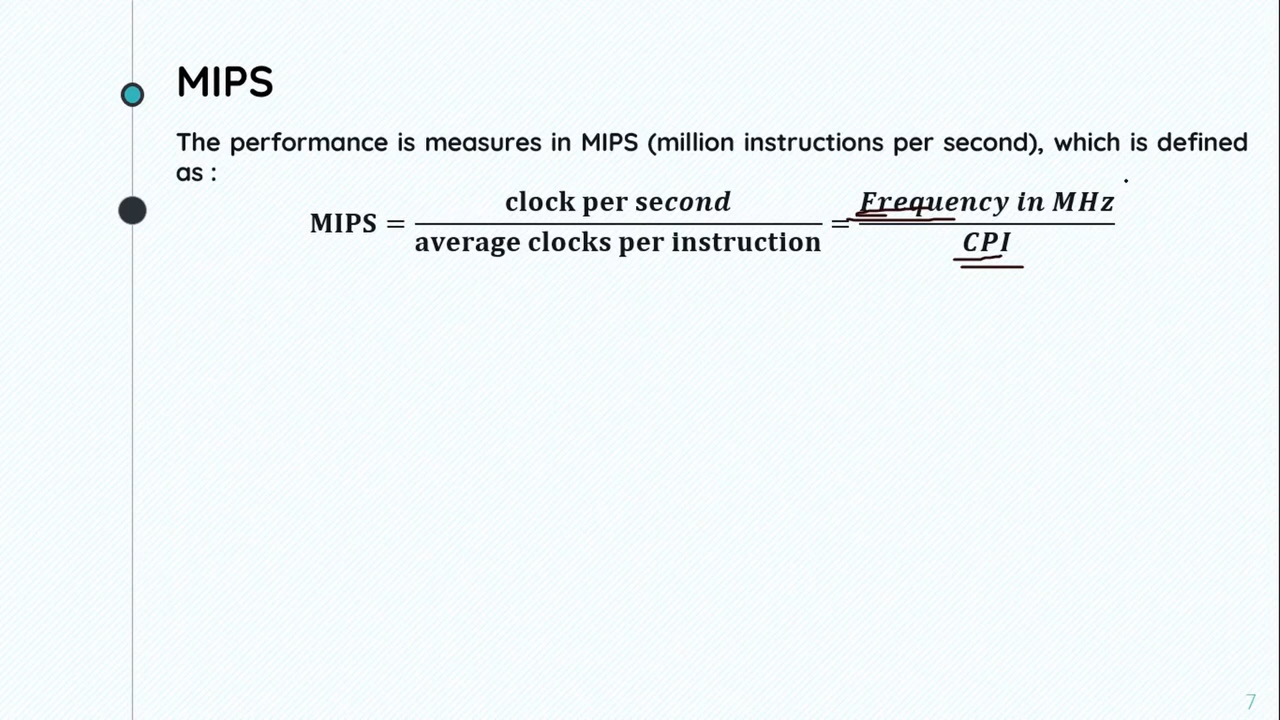 MIPS
The performance is measures in MIPS (million instructions per second), which is defined
as :
MIPS = clock per second / average clocks per instruction = Frequency in MHz / CPI
7